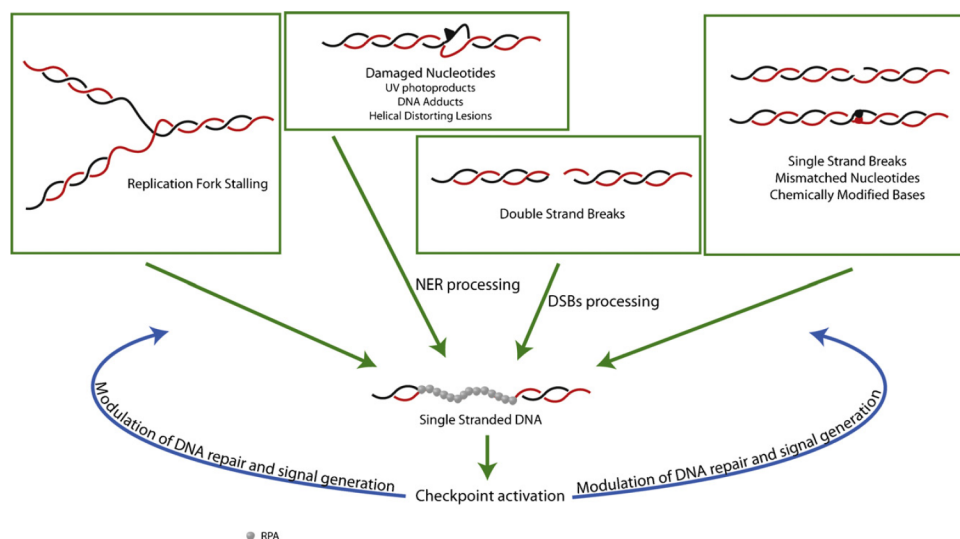 Replication Fork Stalling
Damaged Nucleotides
UV photoproducts
DNA Adducts
Helical Distorting Lesions
Double Strand Breaks
Single Strand Breaks
Mismatched Nucleotides
Chemically Modified Bases
NER processing
DSBs processing
Single Stranded DNA
Modulation of DNA repair and signal generation
Checkpoint activation
Modulation of DNA repair and signal generation
RPA